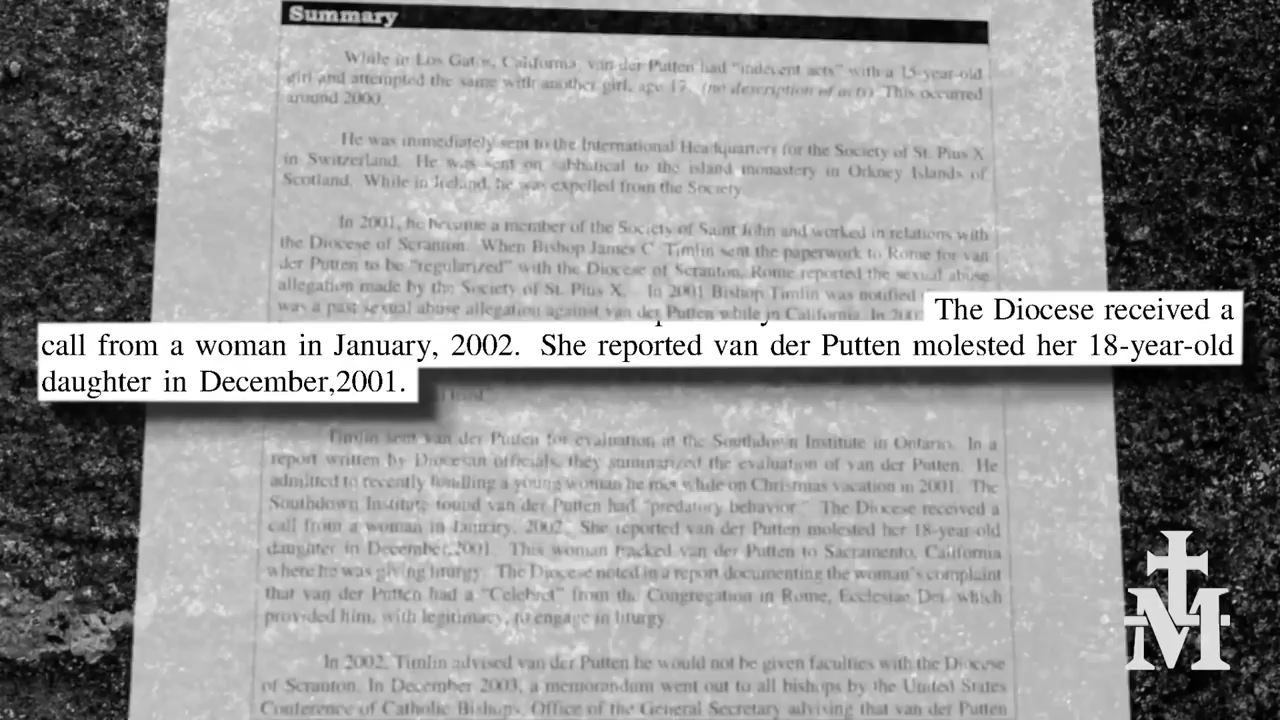 Summary
While in Los Gatos, California, van der Putten had "indecent acts" with a 15-year-old
girl and attempted the same with another girl, age 17. (no description of acts) This occurred
around 2000.
He was immediately sent to the International Headquarters for the Society of St. Pius X
in Switzerland. He was sent on sabbatical to the island monastery in Orkney Islands of
Scotland. While in Ireland, he was expelled from the Society.
In 2001, he became a member of the Society of Saint John and worked in relations with
the Diocese of Scranton. When Bishop James C. Timlin sent the paperwork to Rome for van
der Putten to be "regularized" with the Diocese of Scranton, Rome reported the sexual abuse
allegation made by the Society of St. Pius X. In 2001 Bishop Timlin was notified
was a past sexual abuse allegation against van der Putten while in California. In
The Diocese received a
call from a woman in January, 2002. She reported van der Putten molested her 18-year-old
daughter in December,2001.
Timlin sent van der Putten for evaluation at the Southdown Institute in Ontario. In a
report written by Diocesan officials, they summarized the evaluation of van der Putten. He
admitted to recently fondling a young woman he met while on Christmas vacation in 2001. The
Southdown Institute found van der Putten had "predatory behavior." The Diocese received a
call from a woman in January, 2002. She reported van der Putten molested her 18-year-old
daughter in December,2001. This woman tracked van der Putten to Sacramento, California
where he was giving liturgy. The Diocese noted in a report documenting the woman's complaint
that van der Putten had a "Celebret" from the Congregation in Rome, Ecclesiae Dei, which
provided him, with legitimacy, to engage in liturgy.
In 2002, Timlin advised van der Putten he would not be given faculties with the Diocese
of Scranton. In December 2003, a memorandum went out to all bishops by the United States
Conference of Catholic Bishops, Office of the General Secretary advising that van der Putten